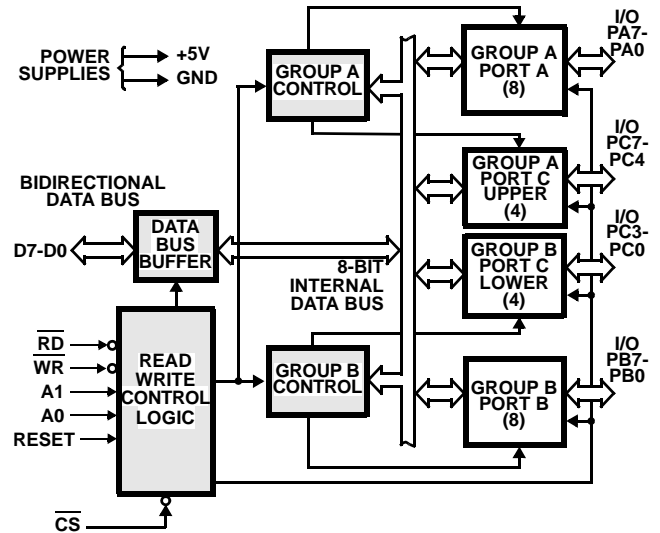 POWER
SUPPLIES
+5V
GND
GROUP A
CONTROL
GROUP A
PORT A
(8)
I/O
PA7-
PA0
GROUP A
PORT C
UPPER
(4)
I/O
PC7-
PC4
BIDIRECTIONAL
DATA BUS
D7-D0
DATA
BUS
BUFFER
8-BIT
INTERNAL
DATA BUS
GROUP B
PORT C
LOWER
(4)
I/O
PC3-
PC0
RD
WR
A1
A0
RESET
READ
WRITE
CONTROL
LOGIC
GROUP B
CONTROL
GROUP B
PORT B
(8)
I/O
PB7-
PB0
CS